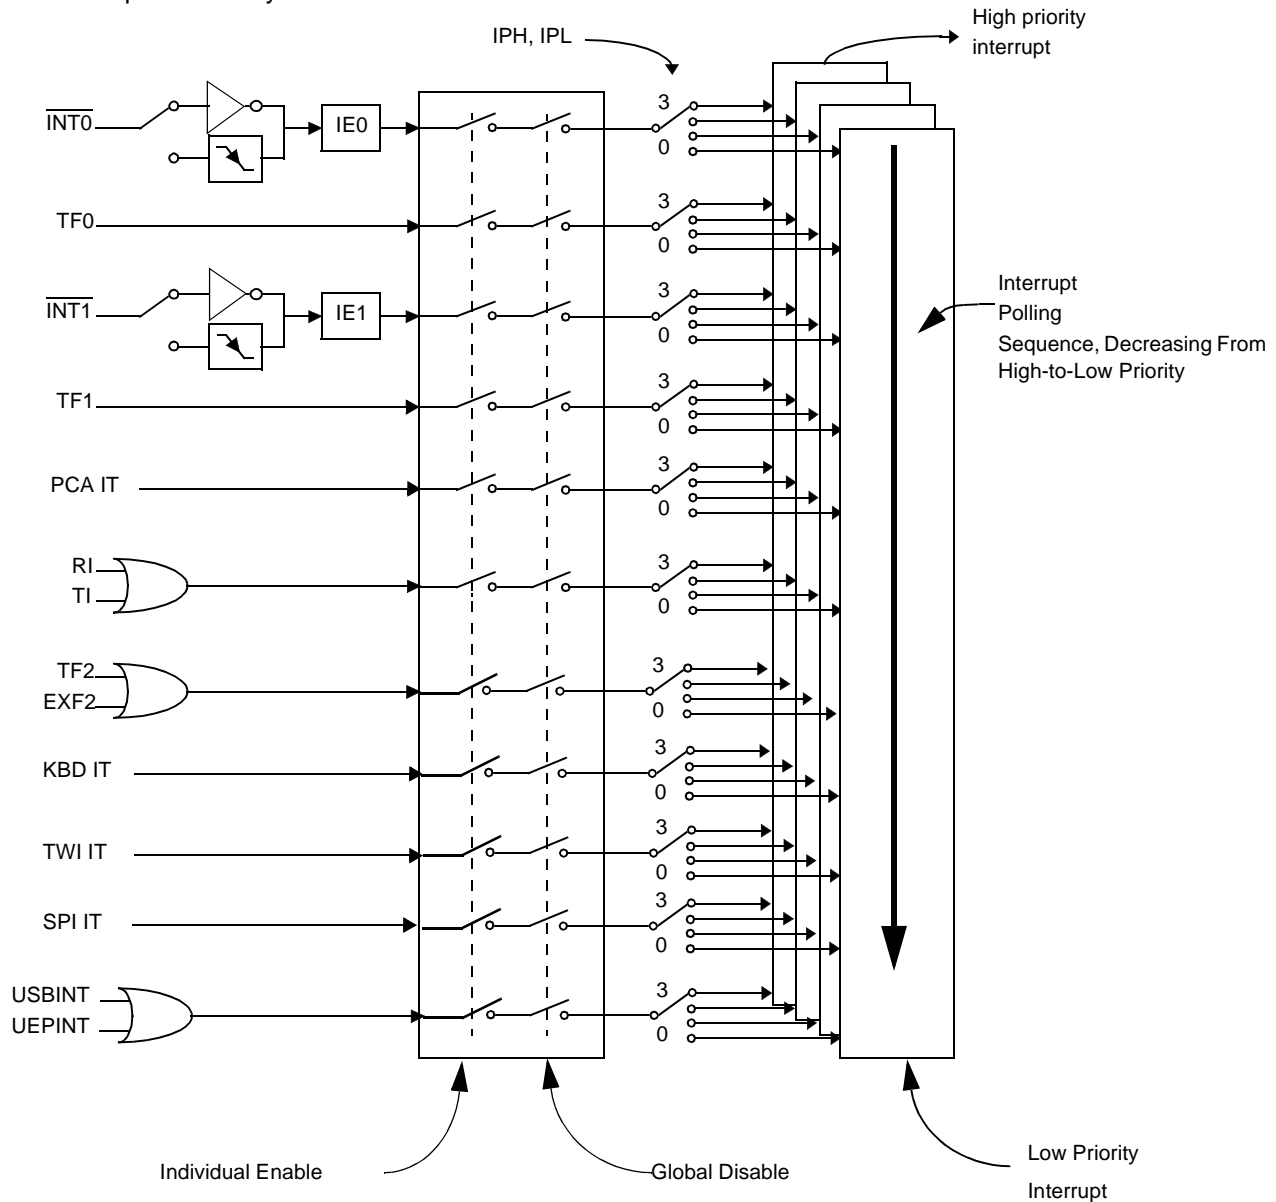 High priority
interrupt
IPH, IPL
INT0
IE0
3
0
TF0
3
0
INT1
IE1
3
0
Interrupt
Polling
Sequence, Decreasing From
High-to-Low Priority
TF1
3
0
PCA IT
3
0
RI
TI
3
0
TF2
EXF2
3
0
KBD IT
3
0
TWI IT
3
0
SPI IT
3
0
USBINT
UEPINT
3
0
Individual Enable
Global Disable
Low Priority
Interrupt